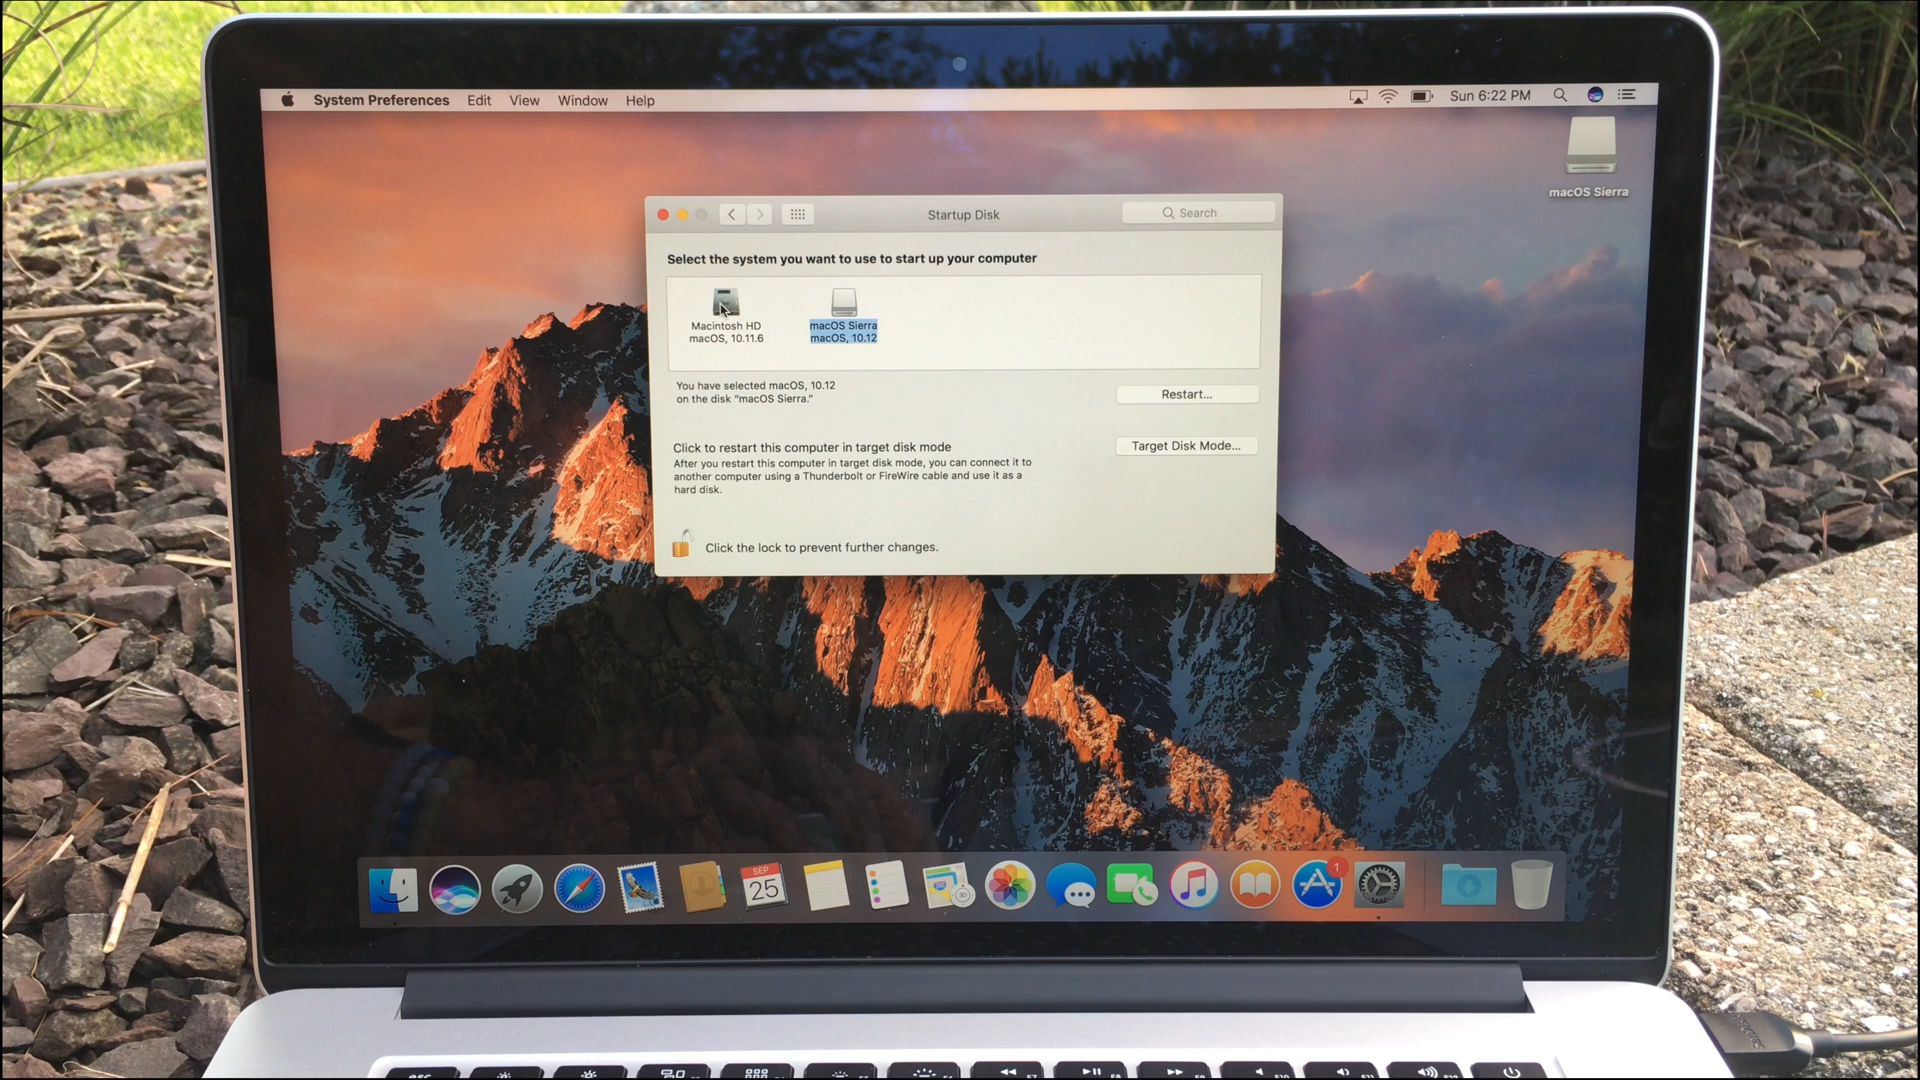 System Preferences Edit View Window Help
Sun 6:22 PM
macOS Sierra
Startup Disk
Search
Select the system you want to use to start up your computer
Macintosh HD
macOS, 10.11.6
macOS Sierra
macOS, 10.12
You have selected macOS, 10.12
on the disk “macOS Sierra.”
Restart...
Click to restart this computer in target disk mode
Target Disk Mode...
After you restart this computer in target disk mode, you can connect it to
another computer using a Thunderbolt or FireWire cable and use it as a
hard disk.
Click the lock to prevent further changes.
SEP
25
1